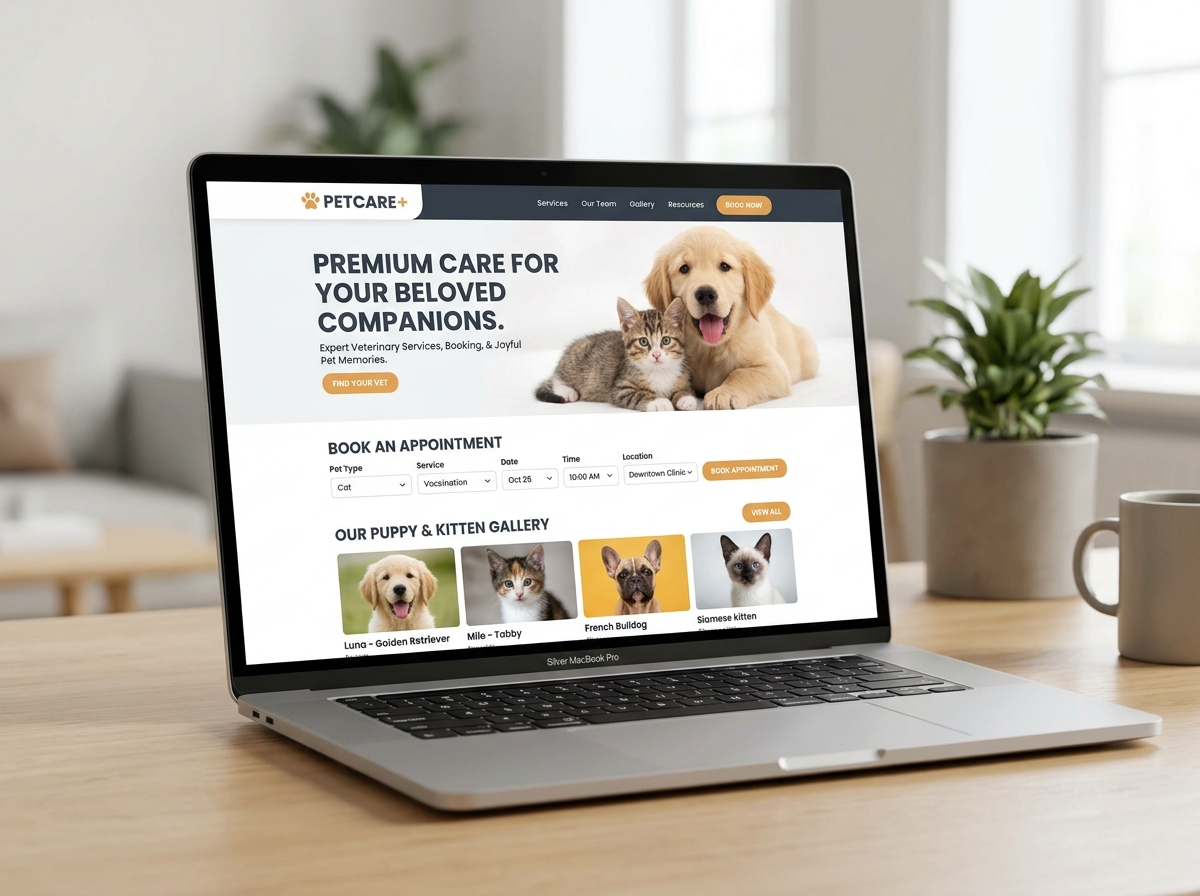 PETCARE+
Services Our Team Gallery Resources BOOC NOW
PREMIUM CARE FOR
YOUR BELOVED
COMPANIONS.
Expert Veterinary Services, Booking, & Joyful
Pet Memories.
FIND YOUR VET
BOOK AN APPOINTMENT
Pet Type Service Date Time Location
Cat Vocsination Oct 26 10:00 AM Dewntown Clinic BOOK APPOINTMENT
VIEW ALL
OUR PUPPY & KITTEN GALLERY
Luna - Goiden Rstriever
Milo - Tabby
French Bulldog
Siamese kitten
Silver MacBook Pro